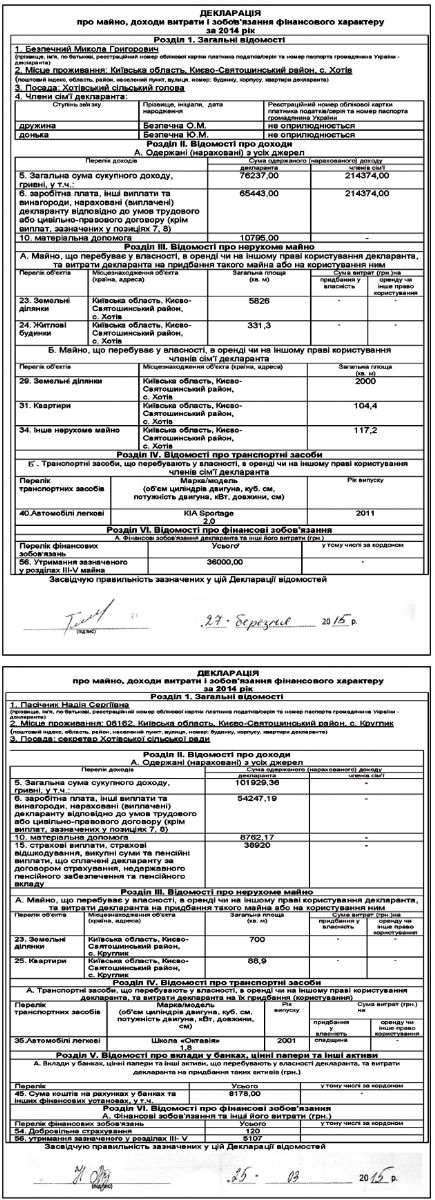 ДЕКЛАРАЦІЯ
про майно, доходи витрати і зобов'язання фінансового характеру
за 2014 рік
Розділ 1. Загальні відомості
1. Безпечний Микола Григорович
(прізвище, ім'я, по батькові, реєстраційний номер облікової картки платника податків/серія та номер паспорта громадянина України - декларанта)
2. Місце проживання: Київська область, Києво-Святошинський район, с. Хотів
(поштовий індекс, область, район, населений пункт, вулиця, номер: будинку, корпусу, квартири декларанта)
3. Посада: Хотівський сільський голова
4. Члени сім'ї декларанта:
Ступінь зв'язку Прізвище, ініціали, дата народження Реєстраційний номер облікової картки платника податків/серія та номер паспорта громадянина України
дружина Безпечна О.М. не оприлюднюється
донька Безпечна Ю.М. не оприлюднюється
Розділ II. Відомості про доходи
А. Одержані (нараховані) з усіх джерел
Перелік доходів Сума одержаного (нарахованого) доходу
декларанта членів сім'ї
5. Загальна сума сукупного доходу, гривні, у т.ч.: 76237,00 214374,00
6. заробітна плата, інші виплати та винагороди, нараховані (виплачені) декларанту відповідно до умов трудового або цивільно-правового договору (крім виплат, зазначених у позиціях 7, 8) 65443,00 214374,00
10. матеріальна допомога 10795,00 -
Розділ III. Відомості про нерухоме майно
А. Майно, що перебуває у власності, в оренді чи на іншому праві користування декларанта, та витрати декларанта на придбання такого майна або на користування ним
Перелік об'єктів Місцезнаходження об'єкта (країна, адреса) Загальна площа (кв. м) Сума витрат (грн.)на
придбання у власність оренду чи інше право користування
23. Земельні ділянки Київська область, Києво-Святошинський район, с. Хотів 5826 - -
24. Житлові будинки Київська область, Києво-Святошинський район, с. Хотів 331,3 - -
Б. Майно, що перебуває у власності, в оренді чи на іншому праві користування членів сім'ї декларанта
Перелік об'єктів Місцезнаходження об'єкта (країна, адреса) Загальна площа (кв. м)
29. Земельні ділянки Київська область, Києво-Святошинський район, с. Хотів 2000
31. Квартири Київська область, Києво-Святошинський район, с. Хотів 104,4
34. Інше нерухоме майно Київська область, Києво-Святошинський район, с. Хотів 117,2
Розділ IV. Відомості про транспортні засоби
Б . Транспортні засоби, що перебувають у власності, в оренді чи на іншому праві користування членів сім'ї декларанта
Перелік транспортних засобів Марка/модель (об'єм циліндрів двигуна, куб. см, потужність двигуна, кВт, довжини, см) Рік випуску
40.Автомобілі легкові KIA Sportage 2,0 2011
Розділ VI. Відомості про фінансові зобов'язання
А. Фінансові зобов'язання декларанта та інші його витрати (грн.)
Перелік фінансових зобов'язань Усього у тому числі за кордоном
56. Утримання зазначеного у розділах III-V майна 36000,00 -
Засвідчую правильність зазначених у цій Декларації відомостей
(підпис) 27 березня 2015 р.
ДЕКЛАРАЦІЯ
про майно, доходи витрати і зобов'язання фінансового характеру
за 2014 рік
Розділ 1. Загальні відомості
1. Пасічник Надія Сергіївна
(прізвище, ім'я, по батькові, реєстраційний номер облікової картки платника податків/серія та номер паспорта громадянина України - декларанта)
2. Місце проживання: 08162, Київська область, Києво-Святошинський район, с. Круглик
(поштовий індекс, область, район, населений пункт, вулиця, номер: будинку, корпусу, квартири декларанта)
3. Посада: секретар Хотівської сільської ради
Розділ II. Відомості про доходи
А. Одержані (нараховані) з усіх джерел
Перелік доходів Сума одержаного (нарахованого) доходу
декларанта членів сім'ї
5. Загальна сума сукупного доходу, гривні, у т.ч.: 101929,36 -
6. заробітна плата, інші виплати та винагороди, нараховані (виплачені) декларанту відповідно до умов трудового або цивільно-правового договору (крім виплат, зазначених у позиціях 7, 8) 54247,19 -
10. матеріальна допомога 8762,17 -
15. страхові виплати, страхові відшкодування, викупні суми та пенсійні виплати, що сплачені декларанту за договором страхування, недержавного пенсійного забезпечення та пенсійного вкладу 38920 -
Розділ III. Відомості про нерухоме майно
А. Майно, що перебуває у власності, в оренді чи на іншому праві користування декларанта, та витрати декларанта на придбання такого майна або на користування ним
Перелік об'єктів Місцезнаходження об'єкта (країна, адреса) Загальна площа (кв. м) Сума витрат (грн.)на
придбання у власність оренду чи інше право користування
23. Земельні ділянки Київська область, Києво-Святошинський район, с. Круглик 700 - -
25. Квартири Київська область, Києво-Святошинський район, с. Круглик 88,9 - -
Розділ IV. Відомості про транспортні засоби
А. Транспортні засоби, що перебувають у власності, в оренді чи на іншому праві користування декларанта, та витрати декларанта на їх придбання (користування)
Перелік транспортних засобів Марка/модель (об'єм циліндрів двигуна, куб. см, потужність двигуна, кВт, довжини, см) Рік випуску Сума витрат (грн.) на
придбання у власність оренду чи інше право користування
35.Автомобілі легкові Школа «Октавія» 1,8 2001 спадщина -
Розділ V. Відомості про вклади у банках, цінні папери та інші активи
А. Вклади у банках, цінні папери та інші активи, що перебувають у власності декларанта, та витрати декларанта на придбання таких активів (грн.)
Перелік Усього у тому числі за кордоном
45. Сума коштів на рахунках у банках та інших фінансових установах, у т.ч. 6178,00 -
Розділ VI. Відомості про фінансові зобов'язання
А. Фінансові зобов'язання та інші його витрати (грн.)
Перелік фінансових зобов'язань Усього у тому числі за кордоном
54. Добровільне страхування 120 -
56. утримання зазначеного у розділах III- V 5107 -
Засвідчую правильність зазначених у цій Декларації відомостей
(підпис) 25 03 2015 р.